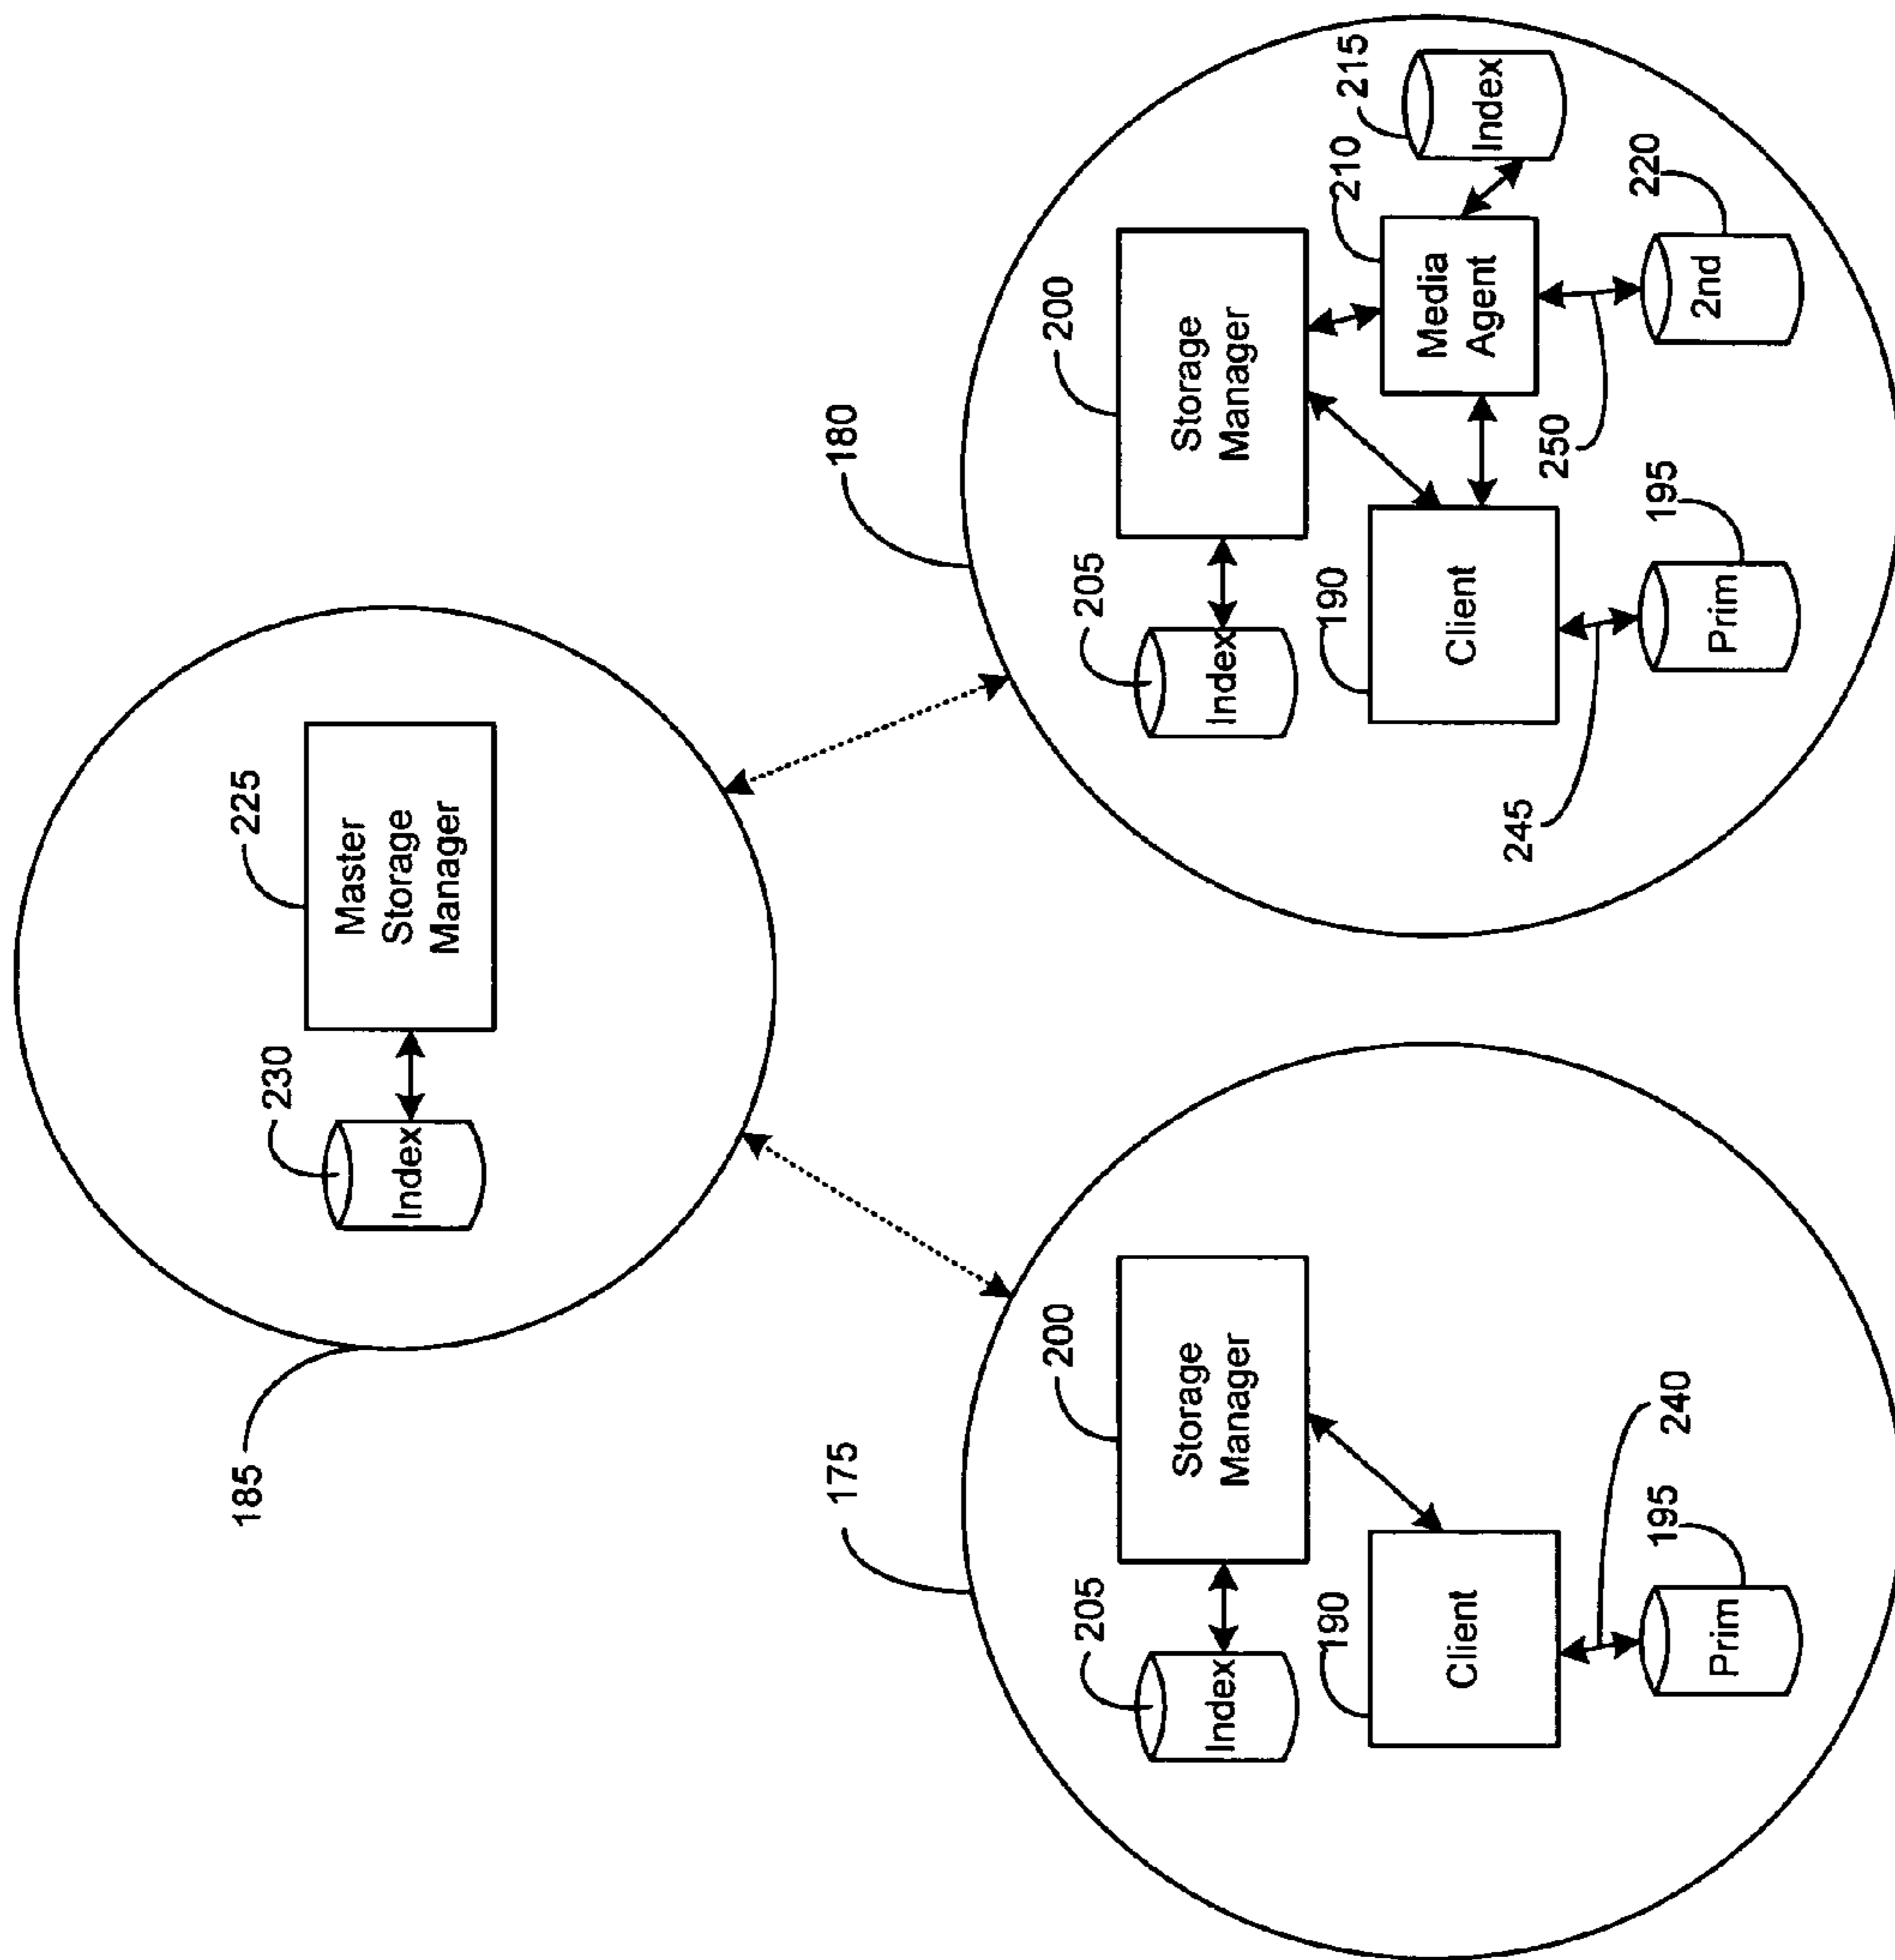 185
230
225
Index
Master
Storage
Manager
175
205
200
Index
Storage
Manager
190
Client
240
195
Prim
180
205
200
Index
Storage
Manager
190
210
215
Client
Media
Agent
Index
245
250
195
220
Prim
2nd